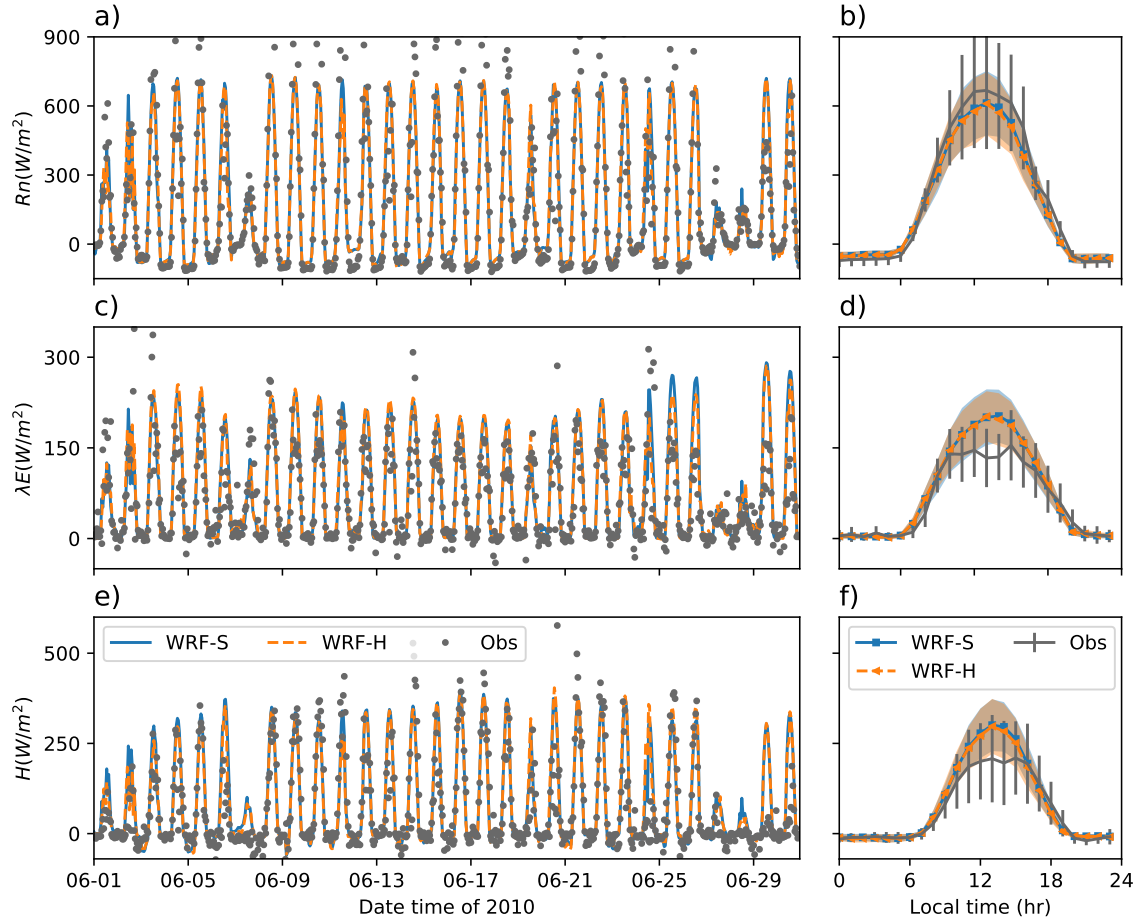 a)
b)
Rn(W/m²)
900
600
300
0
c)
d)
λE(W/m²)
300
150
0
e)
f)
H(W/m²)
500
250
0
WRF-S WRF-H Obs
WRF-S Obs
WRF-H
06-01 06-05 06-09 06-13 06-17 06-21 06-25 06-29
0 6 12 18 24
Date time of 2010
Local time (hr)